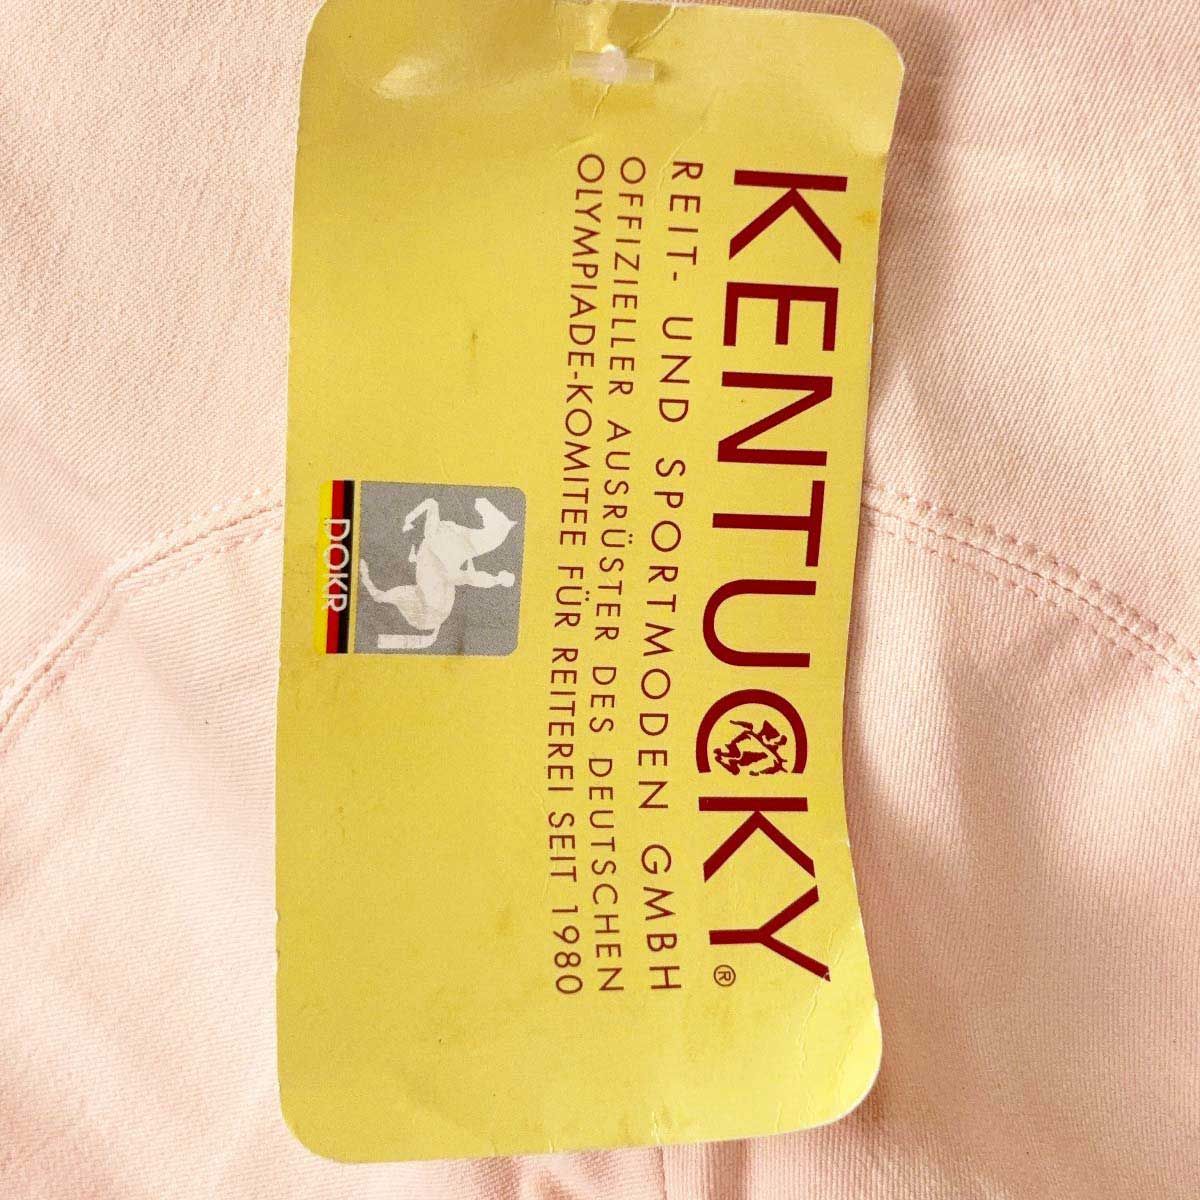 KENTUCKY®
REIT- UND SPORTMODEN GMBH
OFFIZIELLER AUSRÜSTER DES DEUTSCHEN
OLYMPIADE-KOMITEE FÜR REITEREI SEIT 1980
DOKR